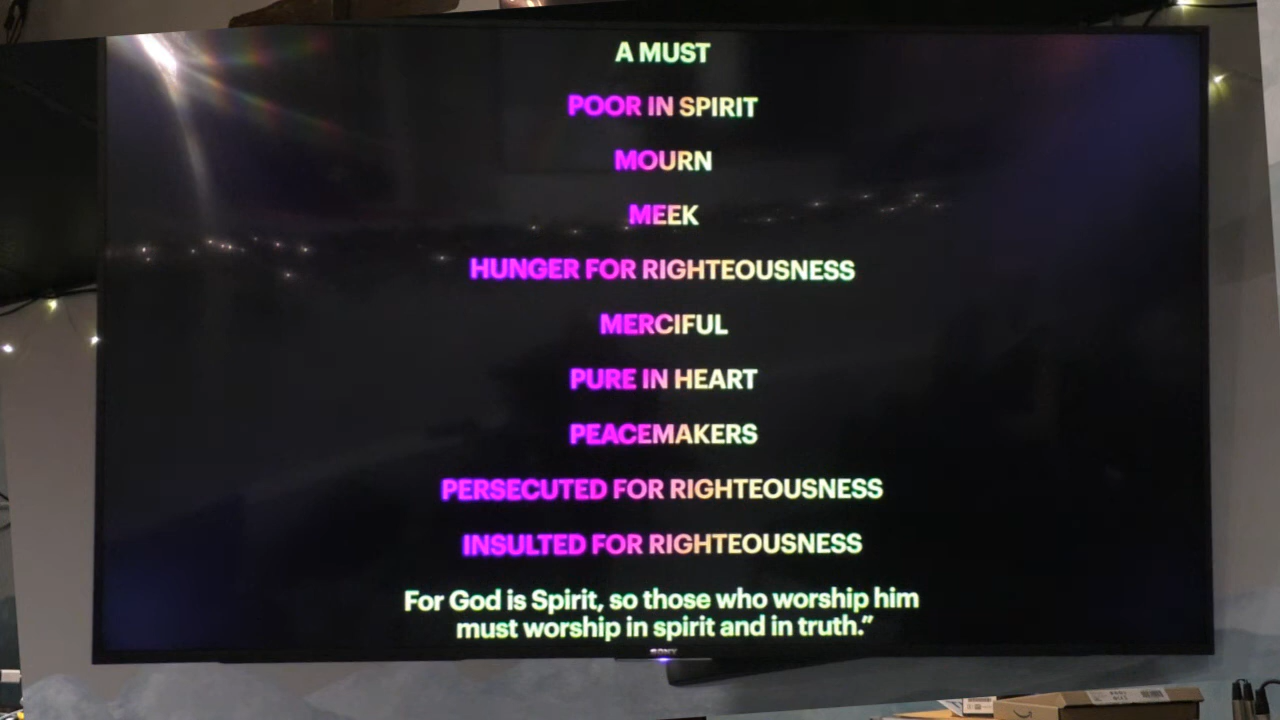 A MUST
POOR IN SPIRIT
MOURN
MEEK
HUNGER FOR RIGHTEOUSNESS
MERCIFUL
PURE IN HEART
PEACEMAKERS
PERSECUTED FOR RIGHTEOUSNESS
INSULTED FOR RIGHTEOUSNESS
For God is Spirit, so those who worship him
must worship in spirit and in truth.”
SONY